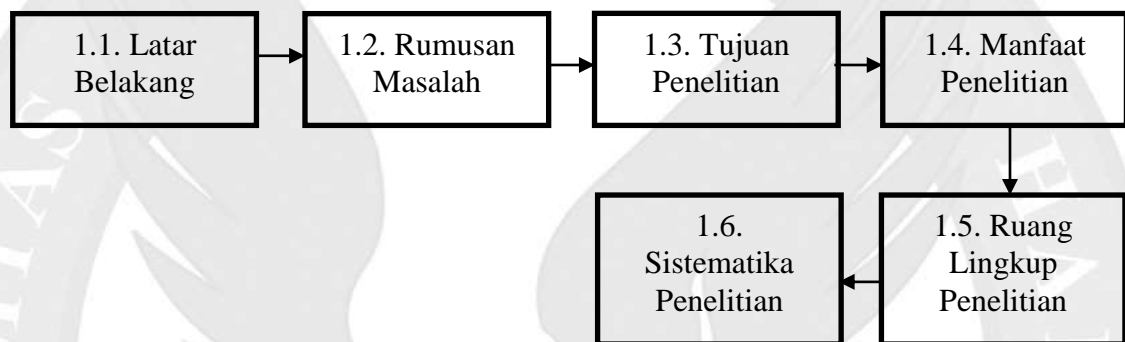 1.1. Latar
Belakang
1.2. Rumusan
Masalah
1.3. Tujuan
Penelitian
1.4. Manfaat
Penelitian
1.5. Ruang
Lingkup
Penelitian
1.6.
Sistematika
Penelitian